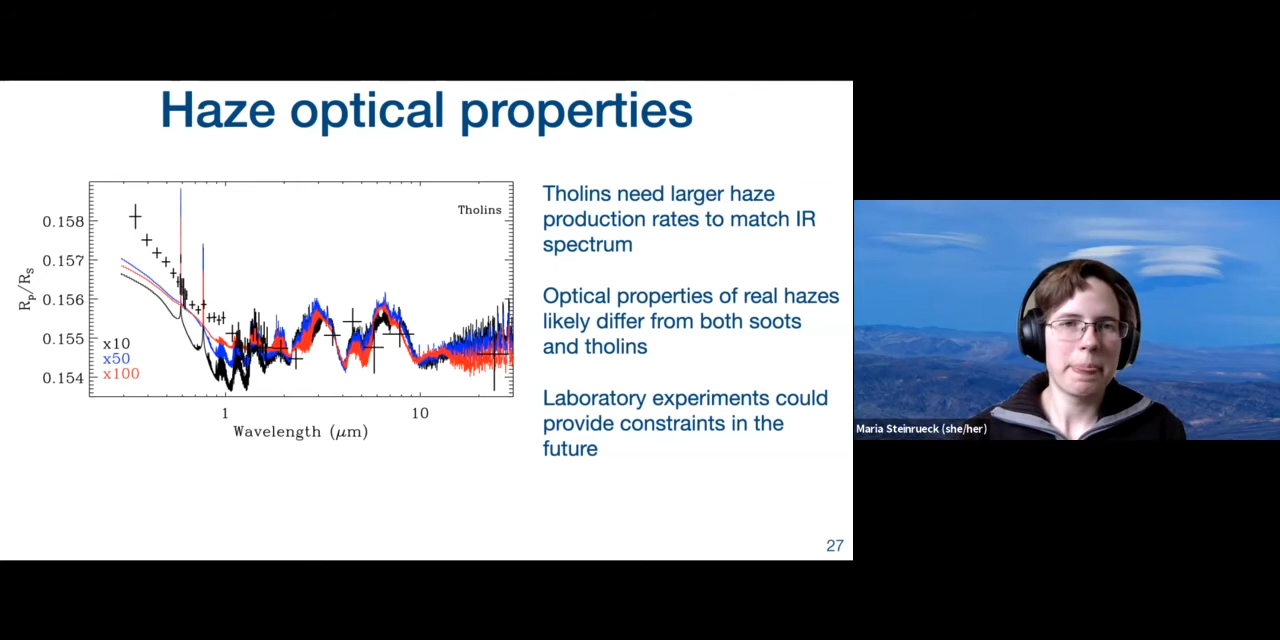 Haze optical properties
Tholins
0.158
0.157
0.156
0.155
0.154
Rp/RS
x10
x50
x100
1
10
Wavelength (μm)
Tholins need larger haze
production rates to match IR
spectrum
Optical properties of real hazes
likely differ from both soots
and tholins
Laboratory experiments could
provide constraints in the
future
27
Maria Steinrueck (she/her)